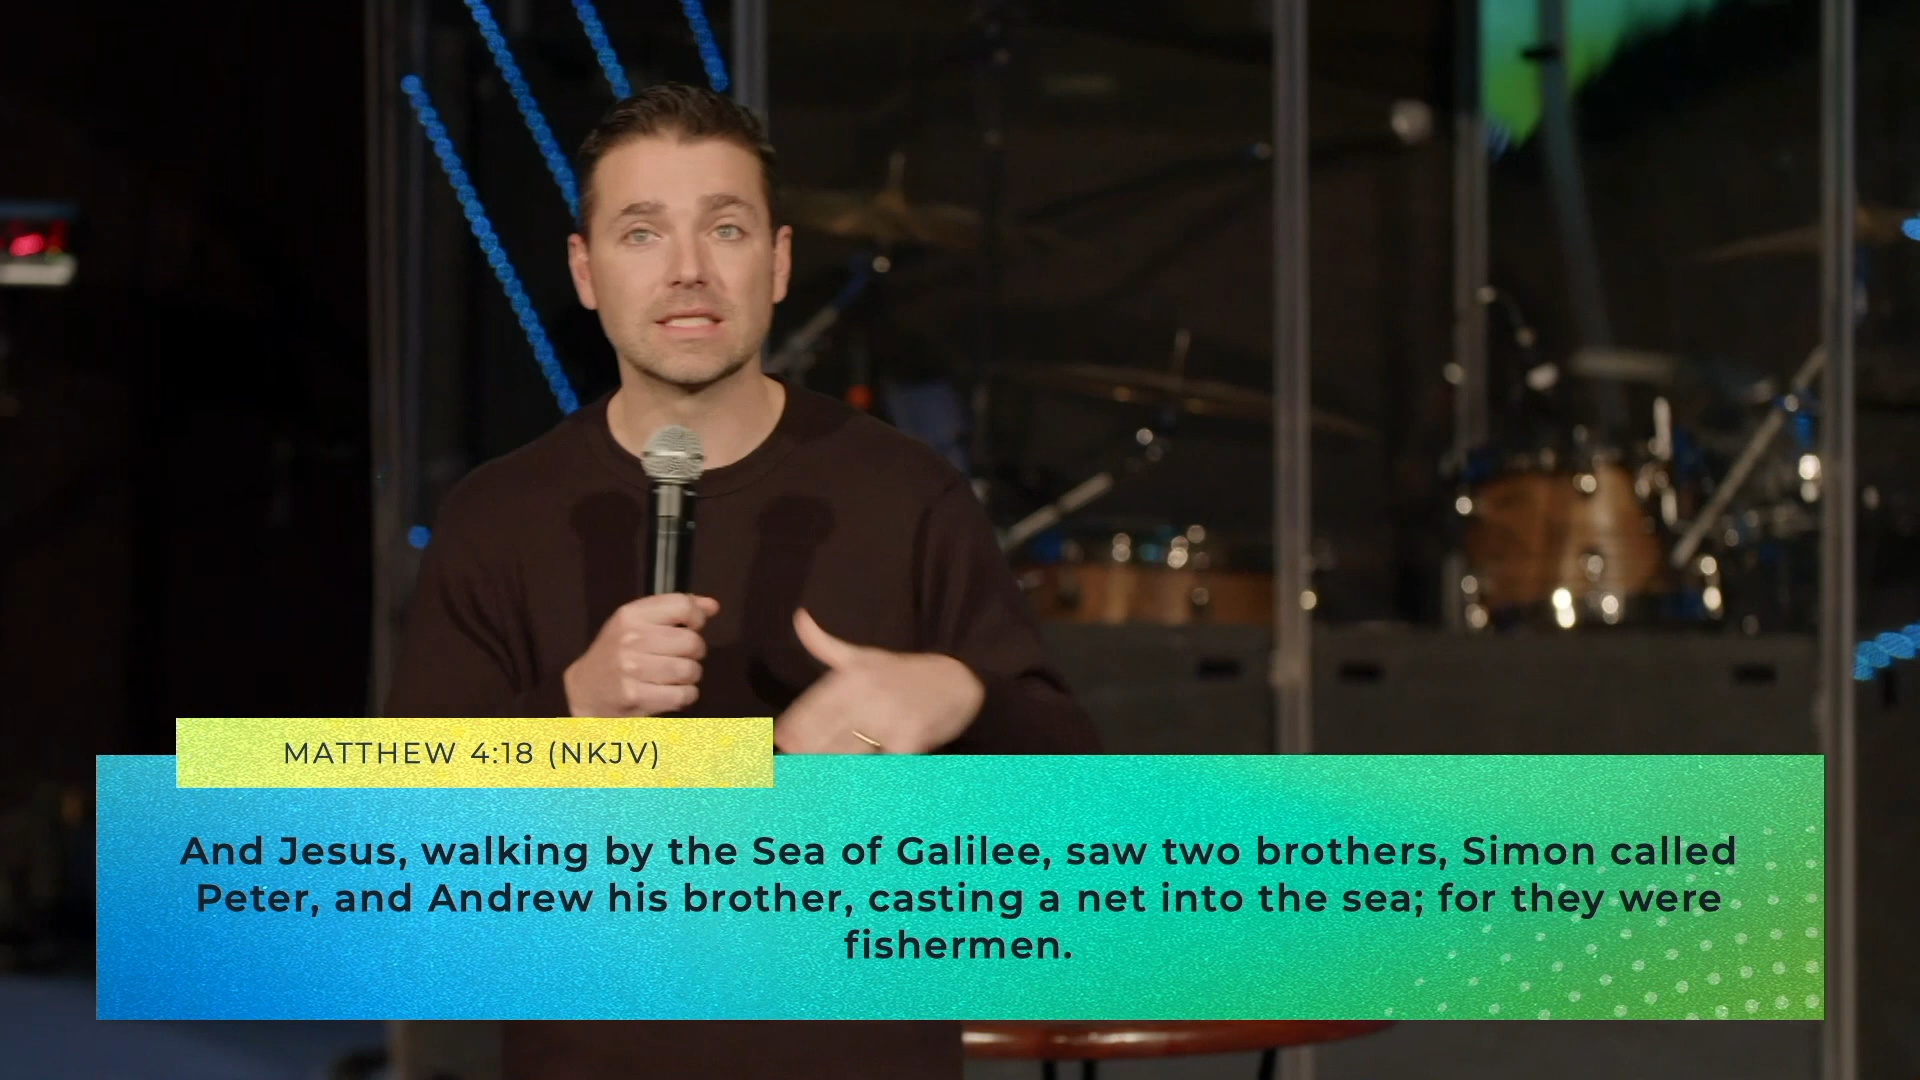 MATTHEW 4:18 (NKJV)
And Jesus, walking by the Sea of Galilee, saw two brothers, Simon called
Peter, and Andrew his brother, casting a net into the sea; for they were
fishermen.